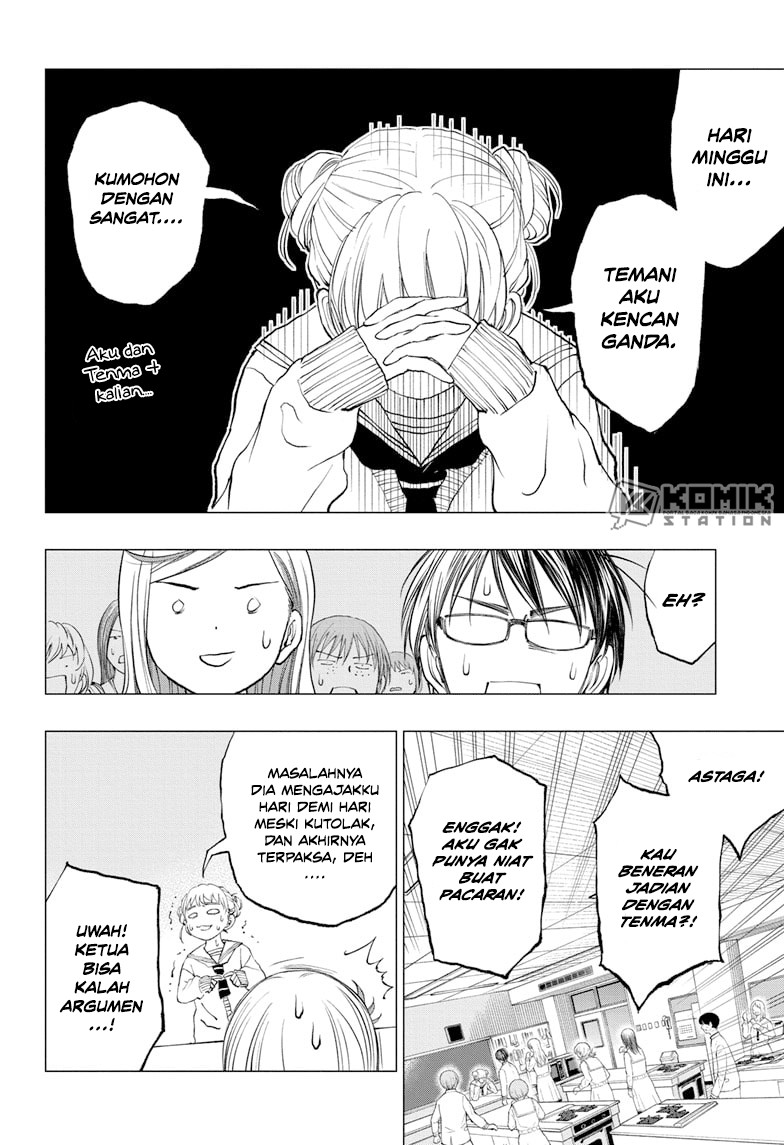 HARI
MINGGU
INI...
TEMANI
AKU
KENCAN
GANDA.
KUMOHON
DENGAN
SANGAT....
Aku dan
Tenma +
kalian....
KOMIK
STATION
EH?
ASTAGA!
KAU
BENERAN
JADIAN
DENGAN
TENMA?!
ENGGAK!
AKU GAK
PUNYA NIAT
BUAT
PACARAN!
MASALAHNYA
DIA MENGAJAKKU
HARI DEMI HARI
MESKI KUTOLAK,
DAN AKHIRNYA
TERPAKSA, DEH
....
UWAH!
KETUA
BISA
KALAH
ARGUMEN
...!